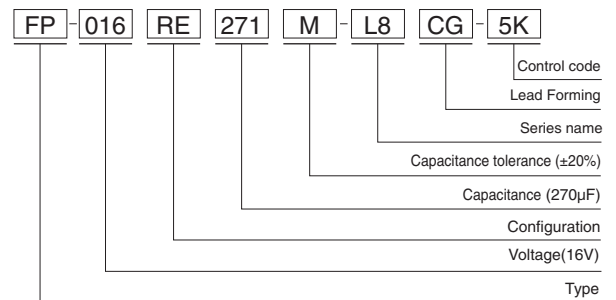 FP-016 RE 271 M-L8 CG-5K
Control code
Lead Forming
Series name
Capacitance tolerance (±20%)
Capacitance (270μF)
Configuration
Voltage(16V)
Type